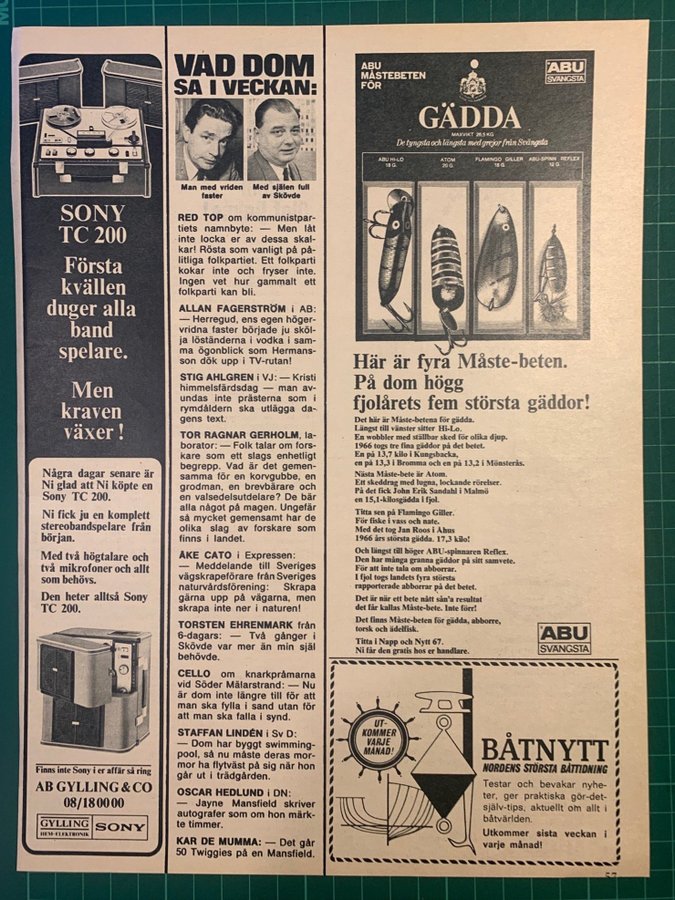 SONY
TC 200
Första
kvällen
duger alla
band
spelare.
Men
kraven
växer!
Några dagar senare är
Ni glad att Ni köpte en
Sony TC 200.
Ni fick ju en komplett
stereobandspelare från
början.
Med två högtalare och
två mikrofoner och allt
som behövs.
Den heter alltså Sony
TC 200.
Finns inte Sony i er affär så ring
AB GYLLING & CO
08/18 00 00
GYLLING
HEM-ELEKTRONIK
SONY
VAD DOM
SA I VECKAN:
Man med vriden
faster
Med själen full
av Skövde
RED TOP om kommunistpar-
tiets namnbyte: — Men låt
inte locka er av dessa skal-
kar! Rösta som vanligt på på-
litliga folkpartiet. Ett folkparti
kokar inte och fryser inte.
Ingen vet hur gammalt ett
folkparti kan bli.
ALLAN FAGERSTRÖM i AB:
— Herregud, ens egen höger-
vridna faster började ju sköl-
ja löständerna i vodka i sam-
ma ögonblick som Hermans-
son dök upp i TV-rutan!
STIG AHLGREN i VJ: — Kristi
himmelsfärdsdag — man av-
undas inte prästerna som i
rymdåldern ska utlägga da-
gens text.
TOR RAGNAR GERHOLM, la-
borator: — Folk talar om fors-
kare som ett slags enhetligt
begrepp. Vad är det gemen-
samma för en korvgubbe, en
grodman, en brevbärare och
en valsedelsutdelare? De bär
alla något på magen. Ungefär
så mycket gemensamt har de
olika slag av forskare som
finns i landet.
ÅKE CATO i Expressen:
— Meddelande till Sveriges
vägskrapeförare från Sveriges
naturvårdsförening: Skrapa
gärna upp på vägarna, men
skrapa inte ner i naturen!
TORSTEN EHRENMARK från
6-dagars: — Två gånger i
Skövde var mer än min själ
behövde.
CELLO om knarkpråmarna
vid Söder Mälarstrand: — Nu
är dom inte längre till för att
man ska fylla i sand utan för
att man ska falla i synd.
STAFFAN LINDÉN i Sv D:
— Dom har byggt swimming-
pool, så nu måste deras mor-
mor ha flytväst på sig när hon
går ut i trädgården.
OSCAR HEDLUND i DN:
— Jayne Mansfield skriver
autografer som om hon märk-
te timmer.
KAR DE MUMMA: — Det går
50 Twiggies på en Mansfield.
ABU
MÅSTEBETEN
FÖR
ABU
SVÄNGSTA
GÄDDA
MAXVIKT 26,5 KG
De tyngsta och längsta med grejor från Svängsta
ABU HI-LO
18 G.
ATOM
20 G.
FLAMINGO GILLER
18 G.
ABU-SPINN REFLEX
12 G.
Här är fyra Måste-beten.
På dom högg
fjolårets fem största gäddor!
Det här är Måste-betena för gädda.
Längst till vänster sitter Hi-Lo.
En wobbler med ställbar sked för olika djup.
1966 togs tre fina gäddor på det betet.
En på 13,7 kilo i Kungsbacka,
en på 13,3 i Bromma och en på 13,2 i Mönsterås.
Nästa Måste-bete är Atom.
Ett skeddrag med lugna, lockande rörelser.
På det fick John Erik Sandahl i Malmö
en 15,1-kilosgädda i fjol.
Titta sen på Flamingo Giller.
För fiske i vass och nate.
Med det tog Jan Roos i Åhus
1966 års största gädda. 17,3 kilo!
Och längst till höger ABU-spinnaren Reflex.
Den har många granna gäddor på sitt samvete.
För att inte tala om abborrar.
I fjol togs landets fyra största
rapporterade abborrar på det betet.
Det är när ett bete nått sån'a resultat
det får kallas Måste-bete. Inte förr!
Det finns Måste-beten för gädda, abborre,
torsk och ädelfisk.
Titta i Napp och Nytt 67.
Ni får den gratis hos er handlare.
ABU
SVÄNGSTA
UT-
KOMMER
VARJE
MÅNAD!
BÅTNYTT
NORDENS STÖRSTA BÅTTIDNING
Testar och bevakar nyhe-
ter, ger praktiska gör-det-
själv-tips, aktuellt om allt i
båtvärlden.
Utkommer sista veckan i
varje månad!
57